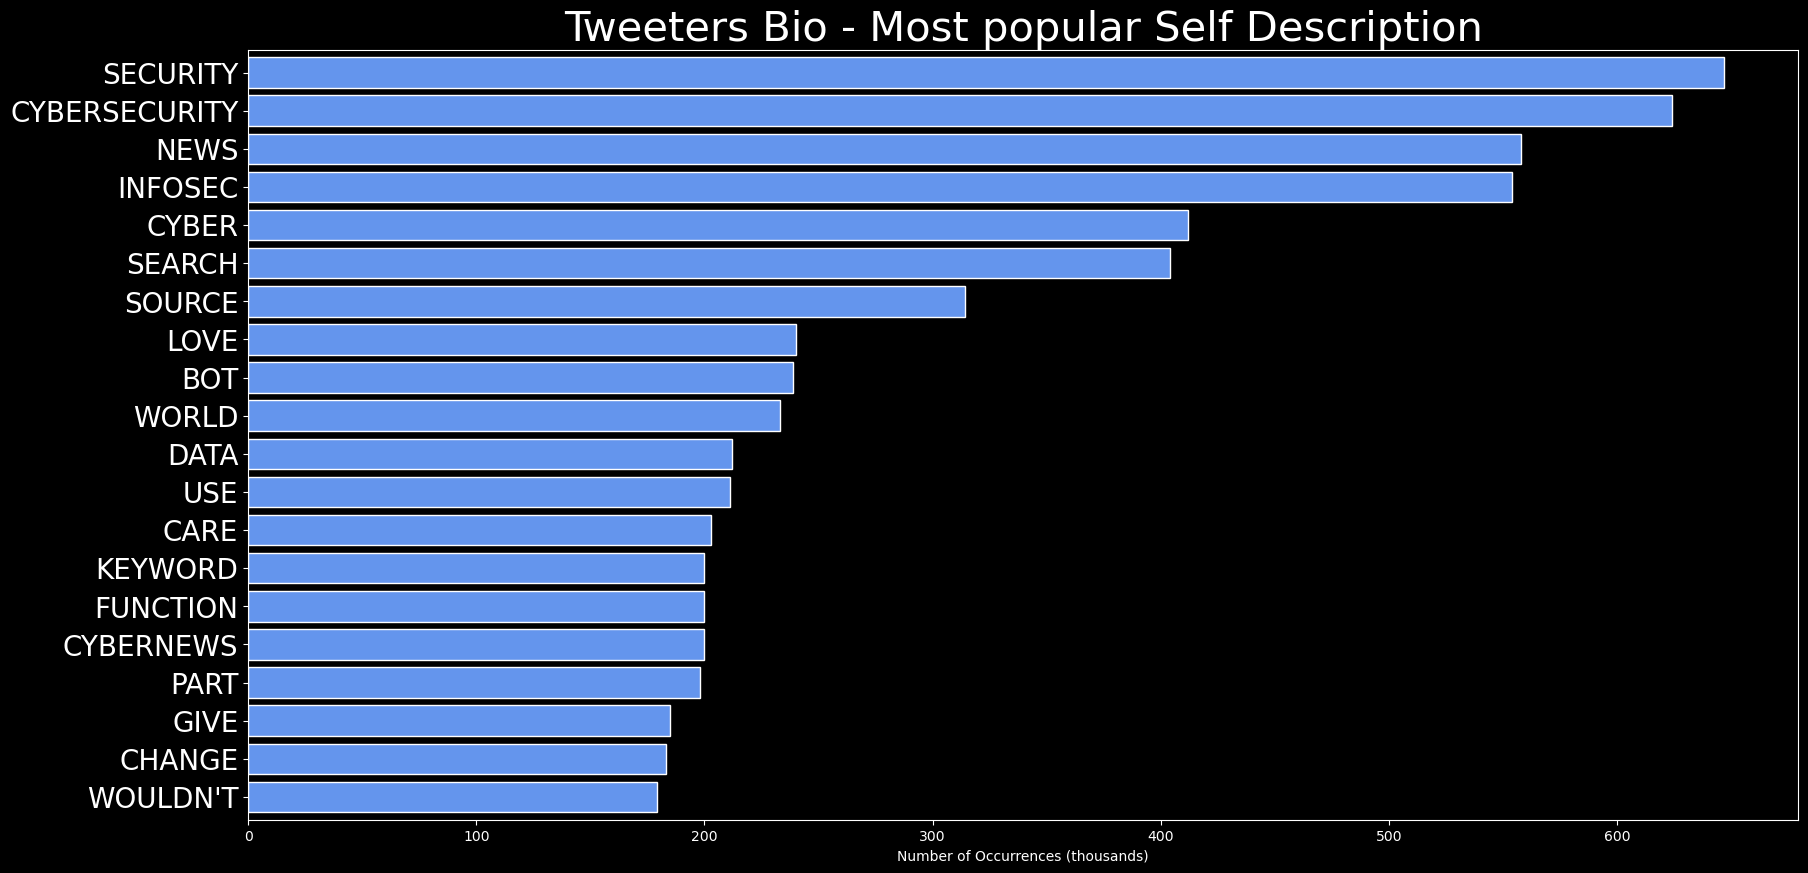 Tweeters Bio - Most popular Self Description
SECURITY
CYBERSECURITY
NEWS
INFOSEC
CYBER
SEARCH
SOURCE
LOVE
BOT
WORLD
DATA
USE
CARE
KEYWORD
FUNCTION
CYBERNEWS
PART
GIVE
CHANGE
WOULDN'T
0 100 200 300 400 500 600
Number of Occurrences (thousands)